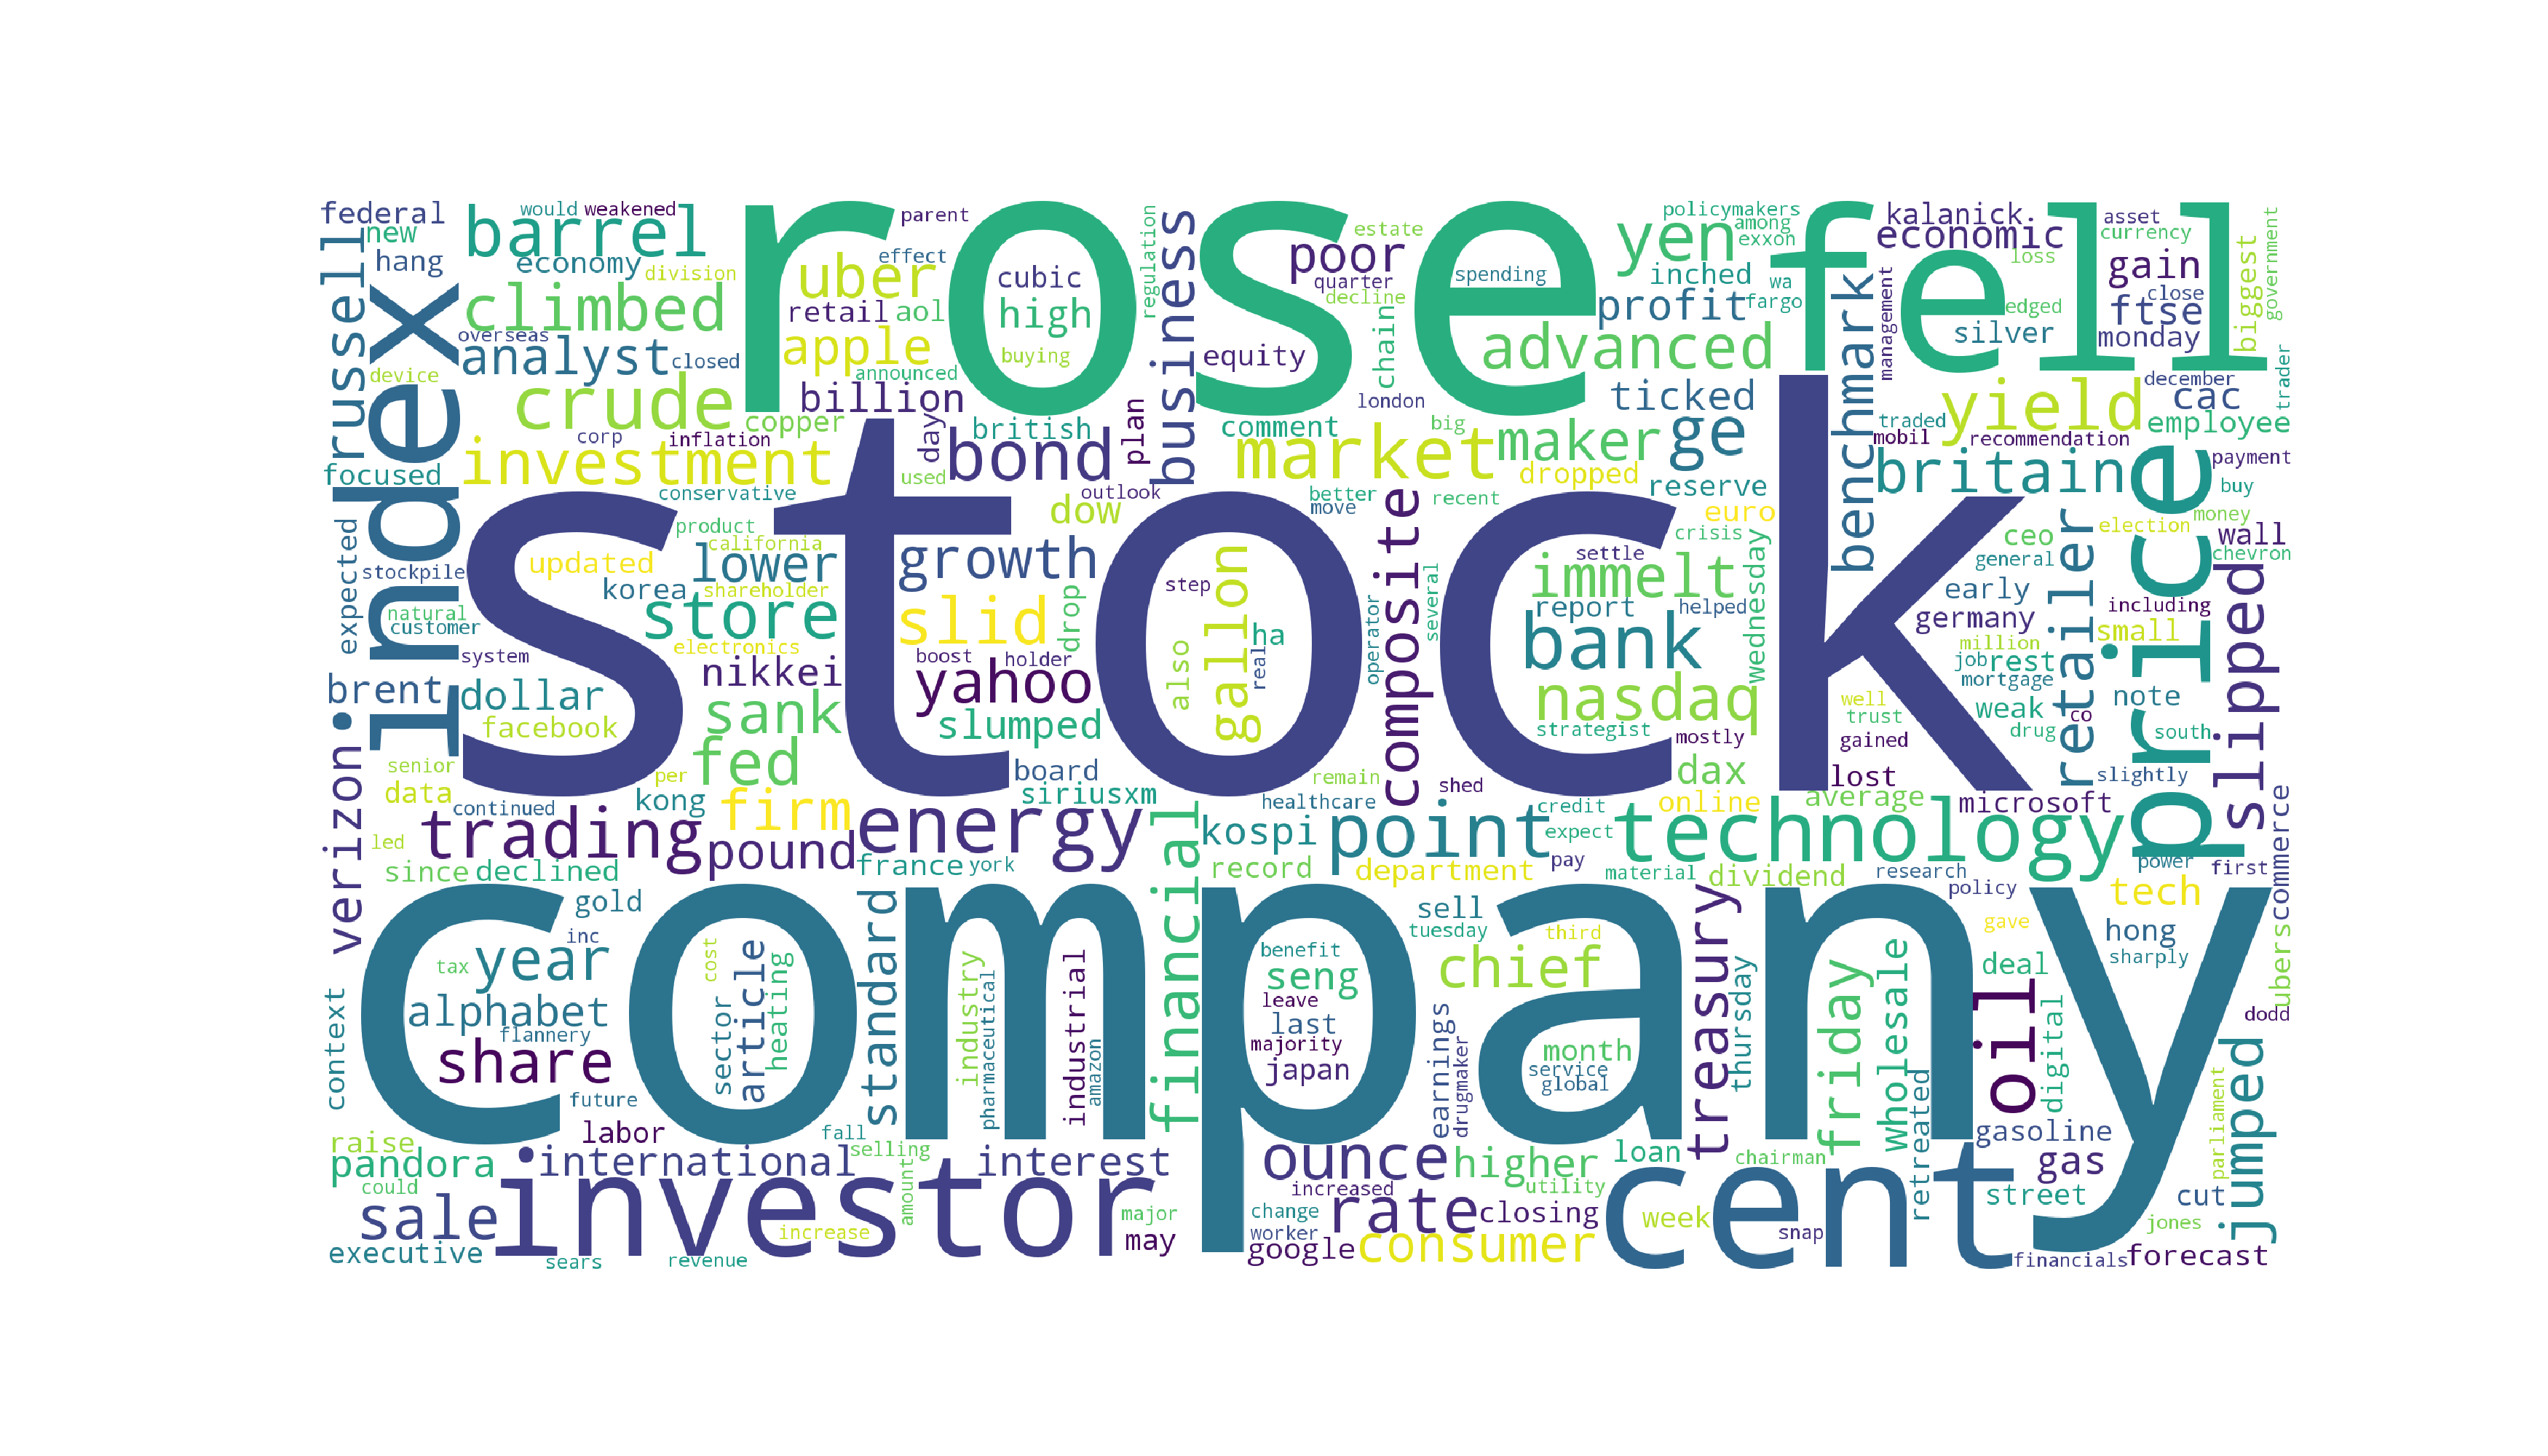 federal
new
hang
would
weakened
barrel
economy
division
climbed
overseas
analyst
closed
device
crude
corp
inflation
investment
focused
russell
index
rose
parent
effect
uber
cubic
retail
aol
high
apple
buying
announced
billion
copper
british
day
bond
plan
regulation
business
estate
poor
quarter
spending
decline
equity
chain
london
comment
big
market
policymakers
among
exxon
yen
inched
wa
profit
fargo
advanced
ticked
maker
ge
dropped
reserve
fell
kalanick
economic
asset
currency
loss
gain
close
ftse
edged
silver
monday
biggest
government
management
benchmark
december
trader
yield
cac
traded
employee
mobil
recommendation
britain
payment
buy
price
stock
conservative
used
outlook
dow
better
move
recent
composite
product
california
updated
lower
growth
korea
shareholder
store
slid
electronics
nikkei
expected
stockpile
natural
customer
system
brent
dollar
facebook
sank
boost
holder
yahoo
slumped
drop
step
also
gallon
ha
real
operator
several
euro
crisis
settle
immelt
report
helped
bank
wednesday
nasdaq
strategist
mostly
dax
money
election
ceo
wall
general
chevron
early
including
germany
small
million
job
rest
mortgage
well
trust
weak
co
note
gained
drug
south
retailer
slipped
lost
slightly
verizon
senior
data
per
fed
board
continued
kong
firm
siriusxm
energy
trading
pound
led
since
declined
france
york
remain
shed
healthcare
credit
online
average
microsoft
kospi
point
expect
technology
record
department
pay
material
dividend
research
power
first
policy
tech
commerce
ubers
company
gold
inc
year
tax
cost
alphabet
flannery
share
sector
article
heating
standard
industry
pharmaceutical
industrial
amazon
financial
benefit
seng
leave
last
majority
japan
sell
tuesday
third
chief
month
service
global
earnings
drugmaker
treasury
thursday
friday
wholesale
gave
deal
hong
sharply
oil
digital
dodd
context
future
raise
labor
fall
selling
pandora
international
interest
could
amount
investor
sale
increase
major
may
executive
sears
revenue
ounce
higher
loan
chairman
increased
utility
change
rate
closing
week
worker
google
consumer
snap
cent
retreated
gasoline
gas
street
cut
parliament
jumped
jones
financials
forecast